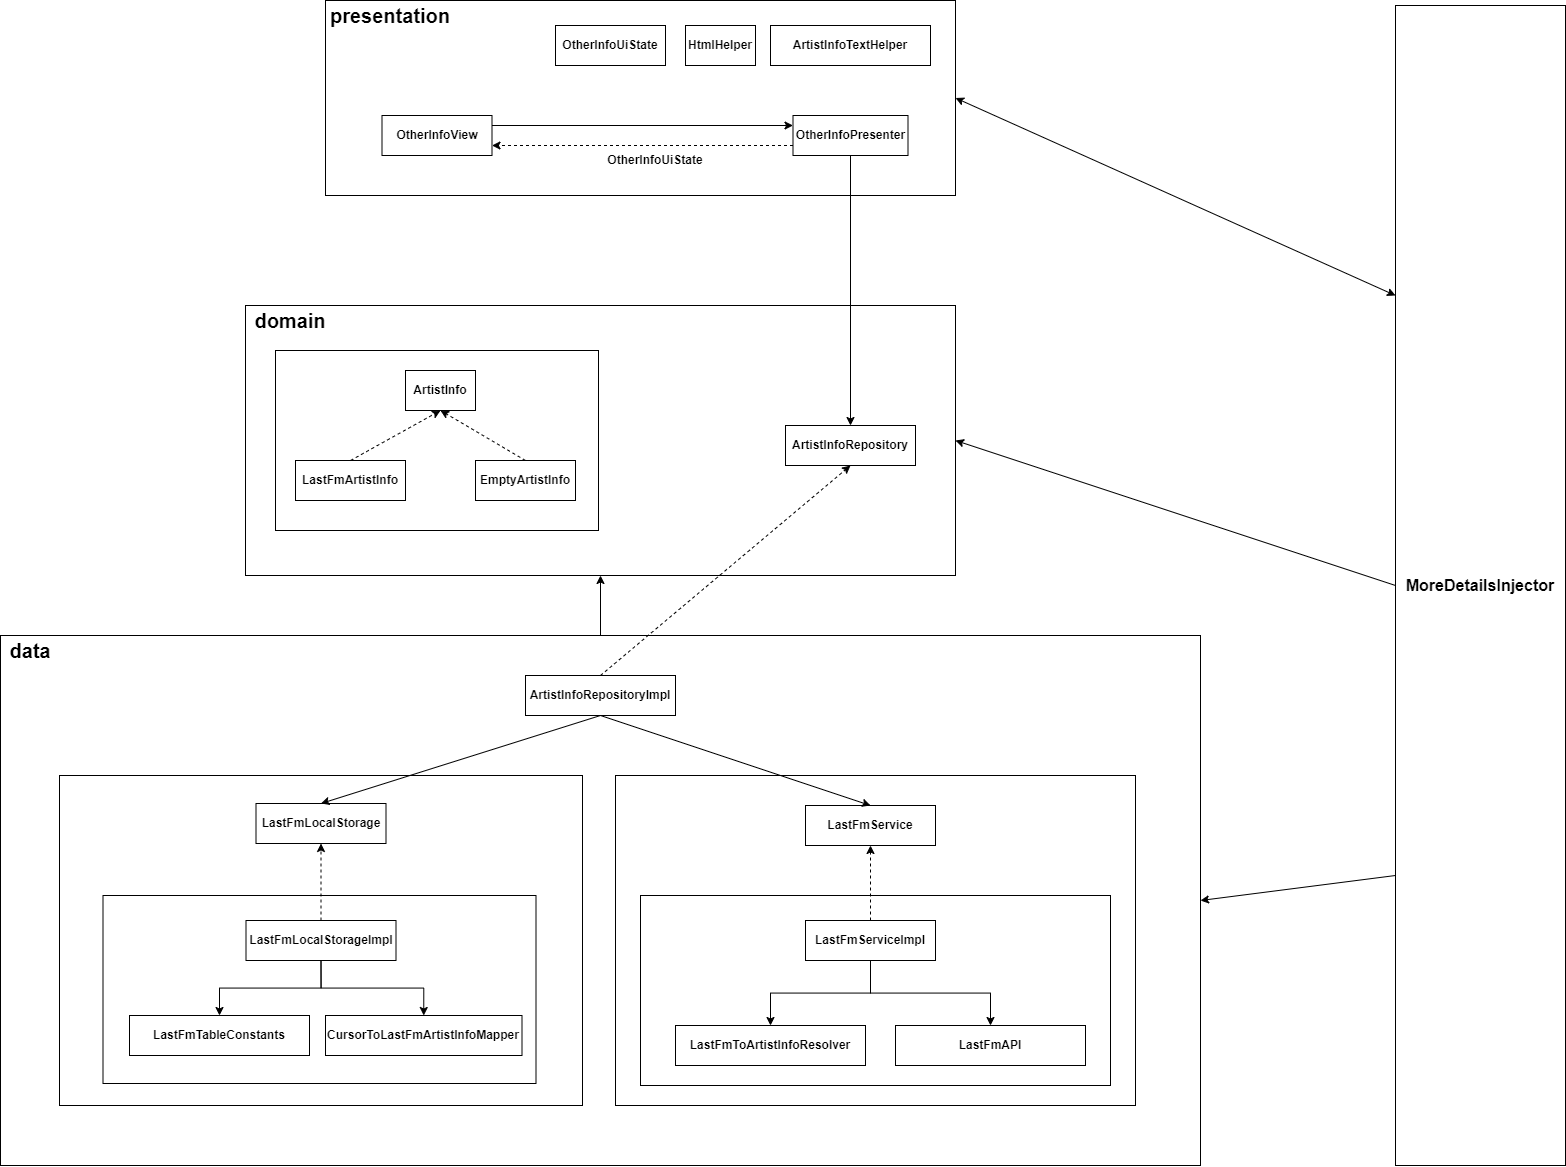 presentation
OtherInfoUiState
HtmlHelper
ArtistInfoTextHelper
OtherInfoView
OtherInfoPresenter
OtherInfoUiState
domain
ArtistInfo
ArtistInfoRepository
LastFmArtistInfo
EmptyArtistInfo
MoreDetailsInjector
data
ArtistInfoRepositoryImpl
LastFmLocalStorage
LastFmService
LastFmLocalStorageImpl
LastFmServiceImpl
LastFmTableConstants
CursorToLastFmArtistInfoMapper
LastFmToArtistInfoResolver
LastFmAPI